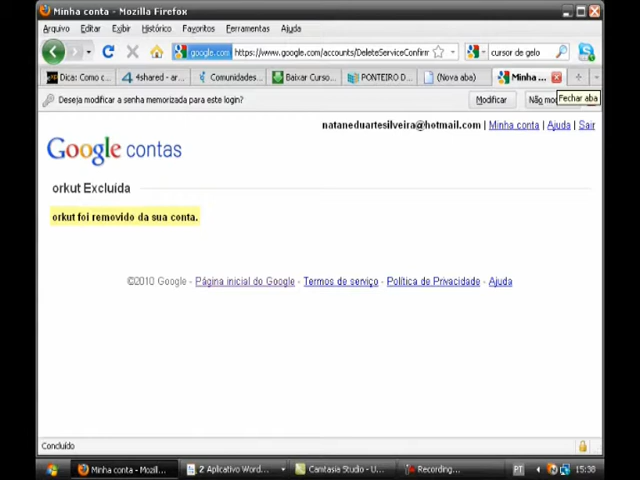 Minha conta - Mozilla Firefox
Arquivo Editar Exibir Histórico Favoritos Ferramentas Ajuda
google.com https://www.google.com/accounts/DeleteServiceConfirm cursor de gelo
Dica: Como c... 4shared - ar... Comunidades... Baixar Curso... PONTEIRO D... (Nova aba) Minha ...
Deseja modificar a senha memorizada para este login? Modificar Não mo
Fechar aba
nataneduartesilveira@hotmail.com | Minha conta | Ajuda | Sair
Google contas
orkut Excluída
orkut foi removido da sua conta.
©2010 Google - Página inicial do Google - Termos de serviço - Política de Privacidade - Ajuda
Concluído
Minha conta - Mozil... 2 Aplicativo Word... Camtasia Studio - U... Recording... PT 15:38